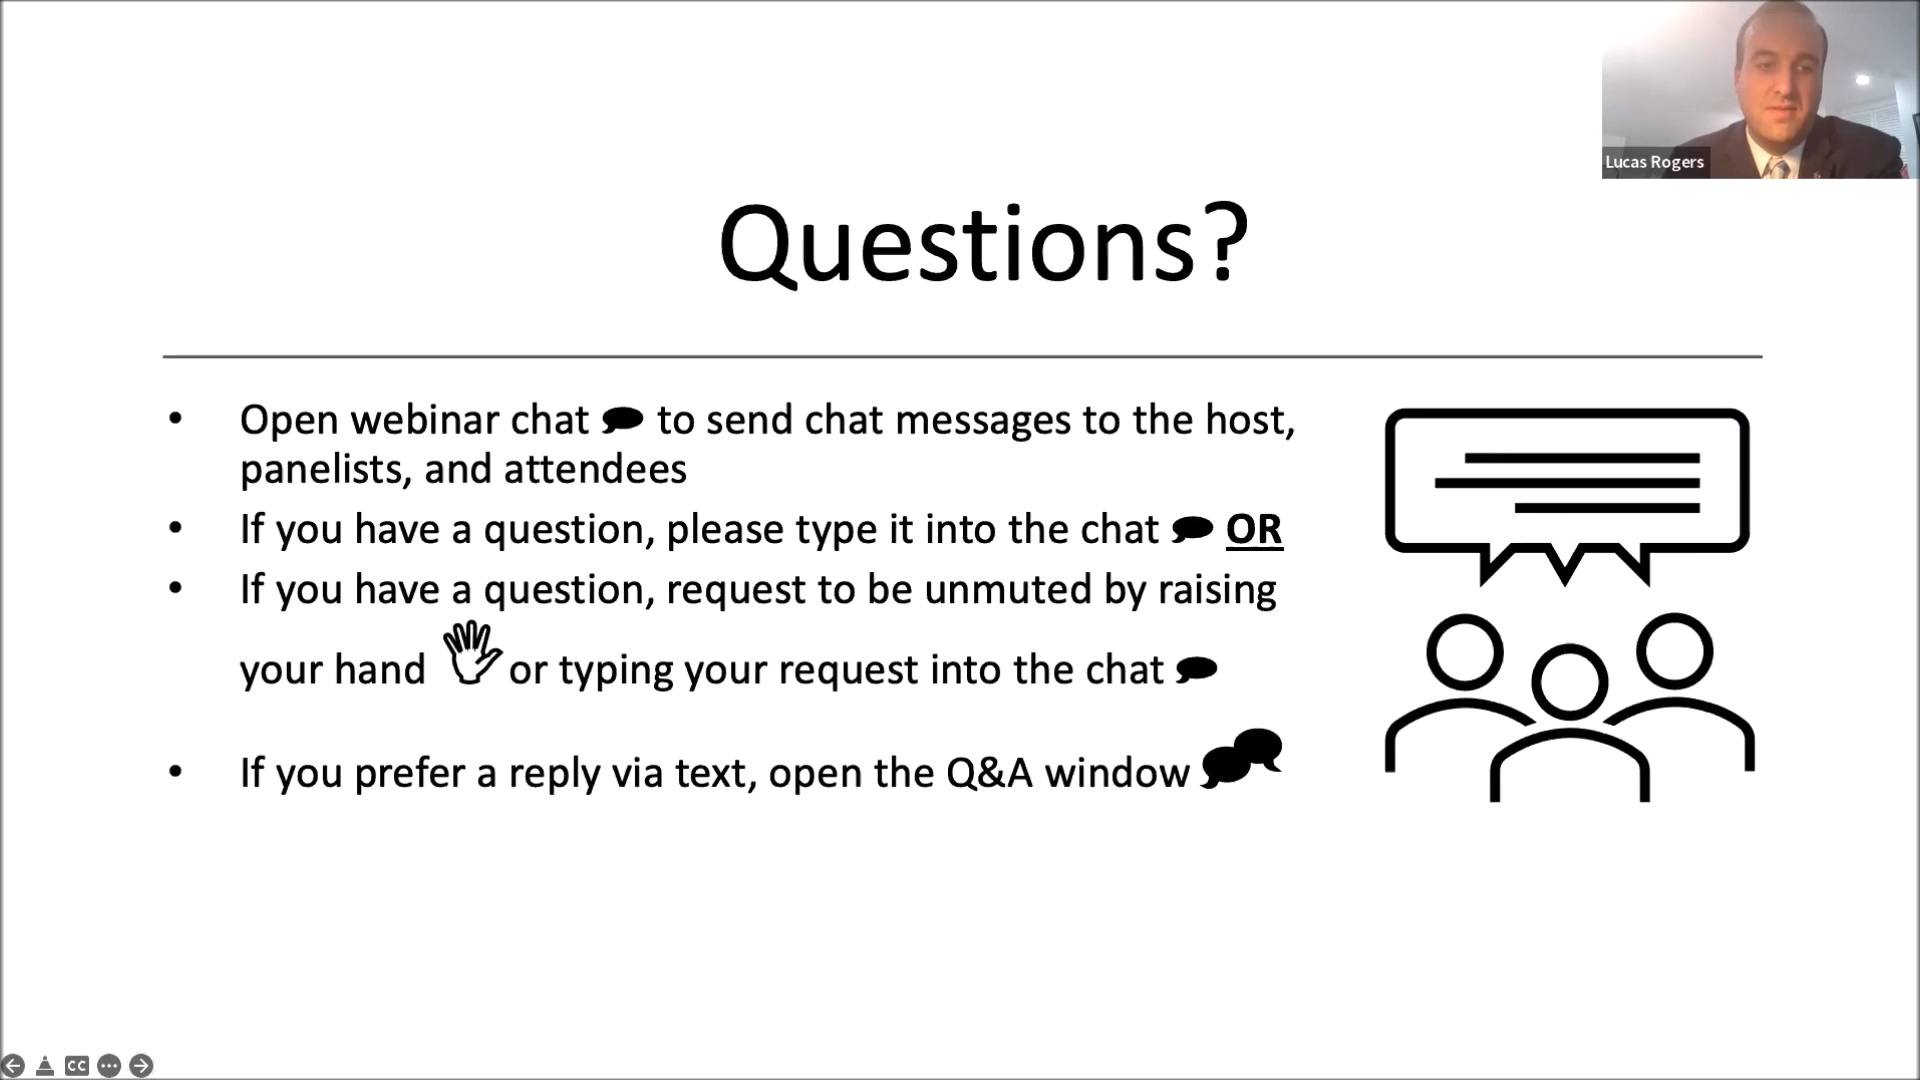 Lucas Rogers
Questions?
• Open webinar chat to send chat messages to the host,
panelists, and attendees
• If you have a question, please type it into the chat OR
• If you have a question, request to be unmuted by raising
your hand or typing your request into the chat
• If you prefer a reply via text, open the Q&A window
CC